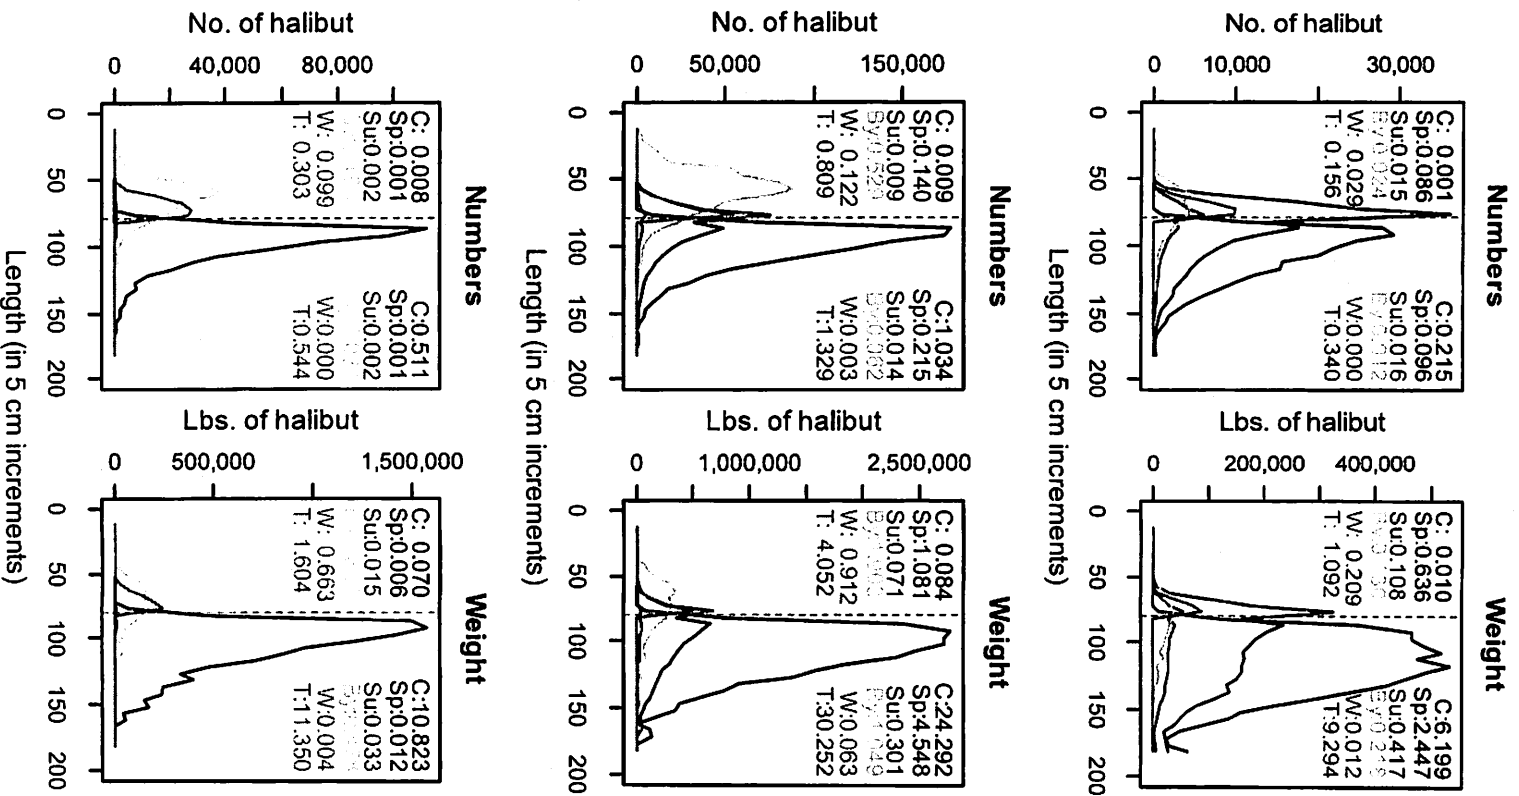 Numbers
C: 0.001
Sp:0.086
Su:0.015
By:0.024
W: 0.029
T: 0.156
C:0.215
Sp:0.096
Su:0.016
By:0.012
W:0.000
T:0.340
No. of halibut
0 10,000 30,000
0 50 100 150 200
Length (in 5 cm increments)
Weight
C: 0.010
Sp:0.636
Su:0.108
W: 0.209
T: 1.092
C:6.199
Sp:2.447
Su:0.417
W:0.012
T:9.294
Lbs. of halibut
0 200,000 400,000
0 50 100 150 200
Numbers
C: 0.009
Sp:0.140
Su:0.009
W: 0.122
T: 0.809
C:1.034
Sp:0.215
Su:0.014
By:0.062
W:0.003
T:1.329
No. of halibut
0 50,000 150,000
0 50 100 150 200
Length (in 5 cm increments)
Weight
C: 0.084
Sp:1.081
Su:0.071
W: 0.912
T: 4.052
C:24.292
Sp:4.548
Su:0.301
By:1.049
W:0.063
T:30.252
Lbs. of halibut
0 1,000,000 2,500,000
0 50 100 150 200
Numbers
C: 0.008
Sp:0.001
Su:0.002
W: 0.099
T: 0.303
C:0.511
Sp:0.001
Su:0.002
W:0.000
T:0.544
No. of halibut
0 40,000 80,000
0 50 100 150 200
Length (in 5 cm increments)
Weight
C: 0.070
Sp:0.006
Su:0.015
W: 0.663
T: 1.604
C:10.823
Sp:0.012
Su:0.033
W:0.004
T:11.350
Lbs. of halibut
0 500,000 1,500,000
0 50 100 150 200